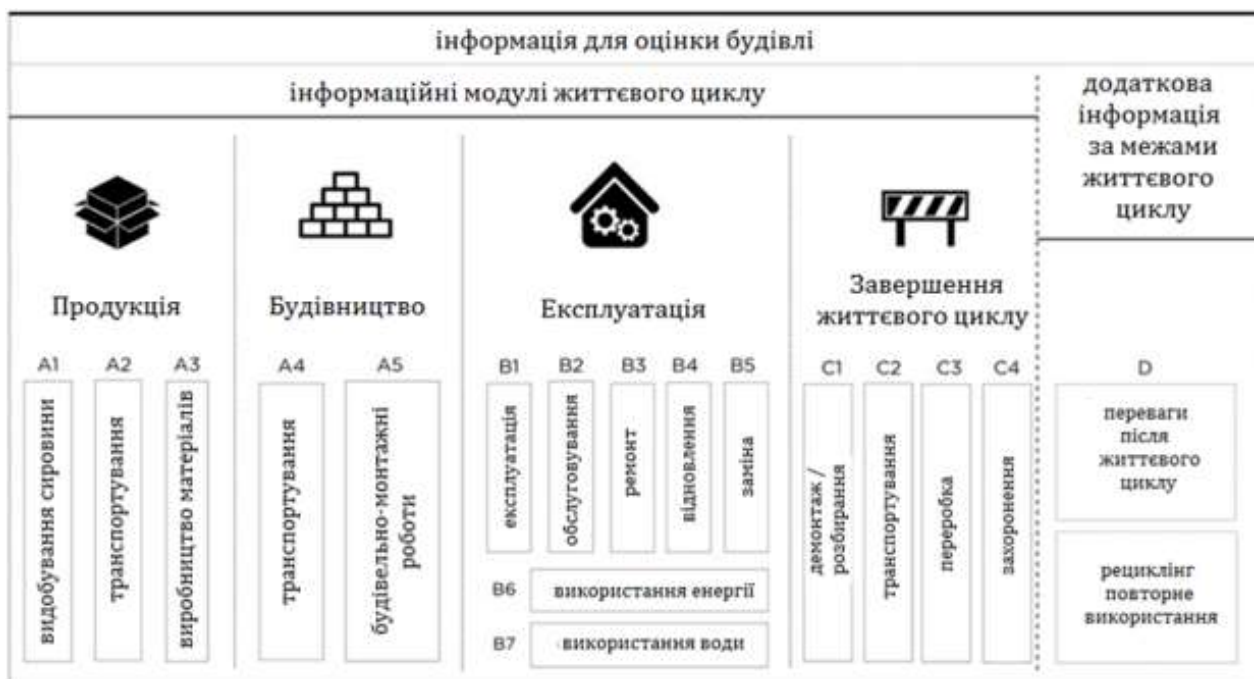 інформація для оцінки будівлі
інформаційні модулі життєвого циклу
додаткова
інформація
за межами
життєвого
циклу
Продукція
Будівництво
Експлуатація
Завершення
життєвого циклу
A1
A2
A3
A4
A5
B1
B2
B3
B4
B5
C1
C2
C3
C4
D
видобування сировини
транспортування
виробництво матеріалів
транспортування
будівельно-монтажні
роботи
експлуатація
обслуговування
ремонт
відновлення
заміна
B6
використання енергії
B7
використання води
демонтаж /
розбирання
транспортування
переробка
захоронення
переваги
після
життєвого
циклу
рециклінг
повторне
використання